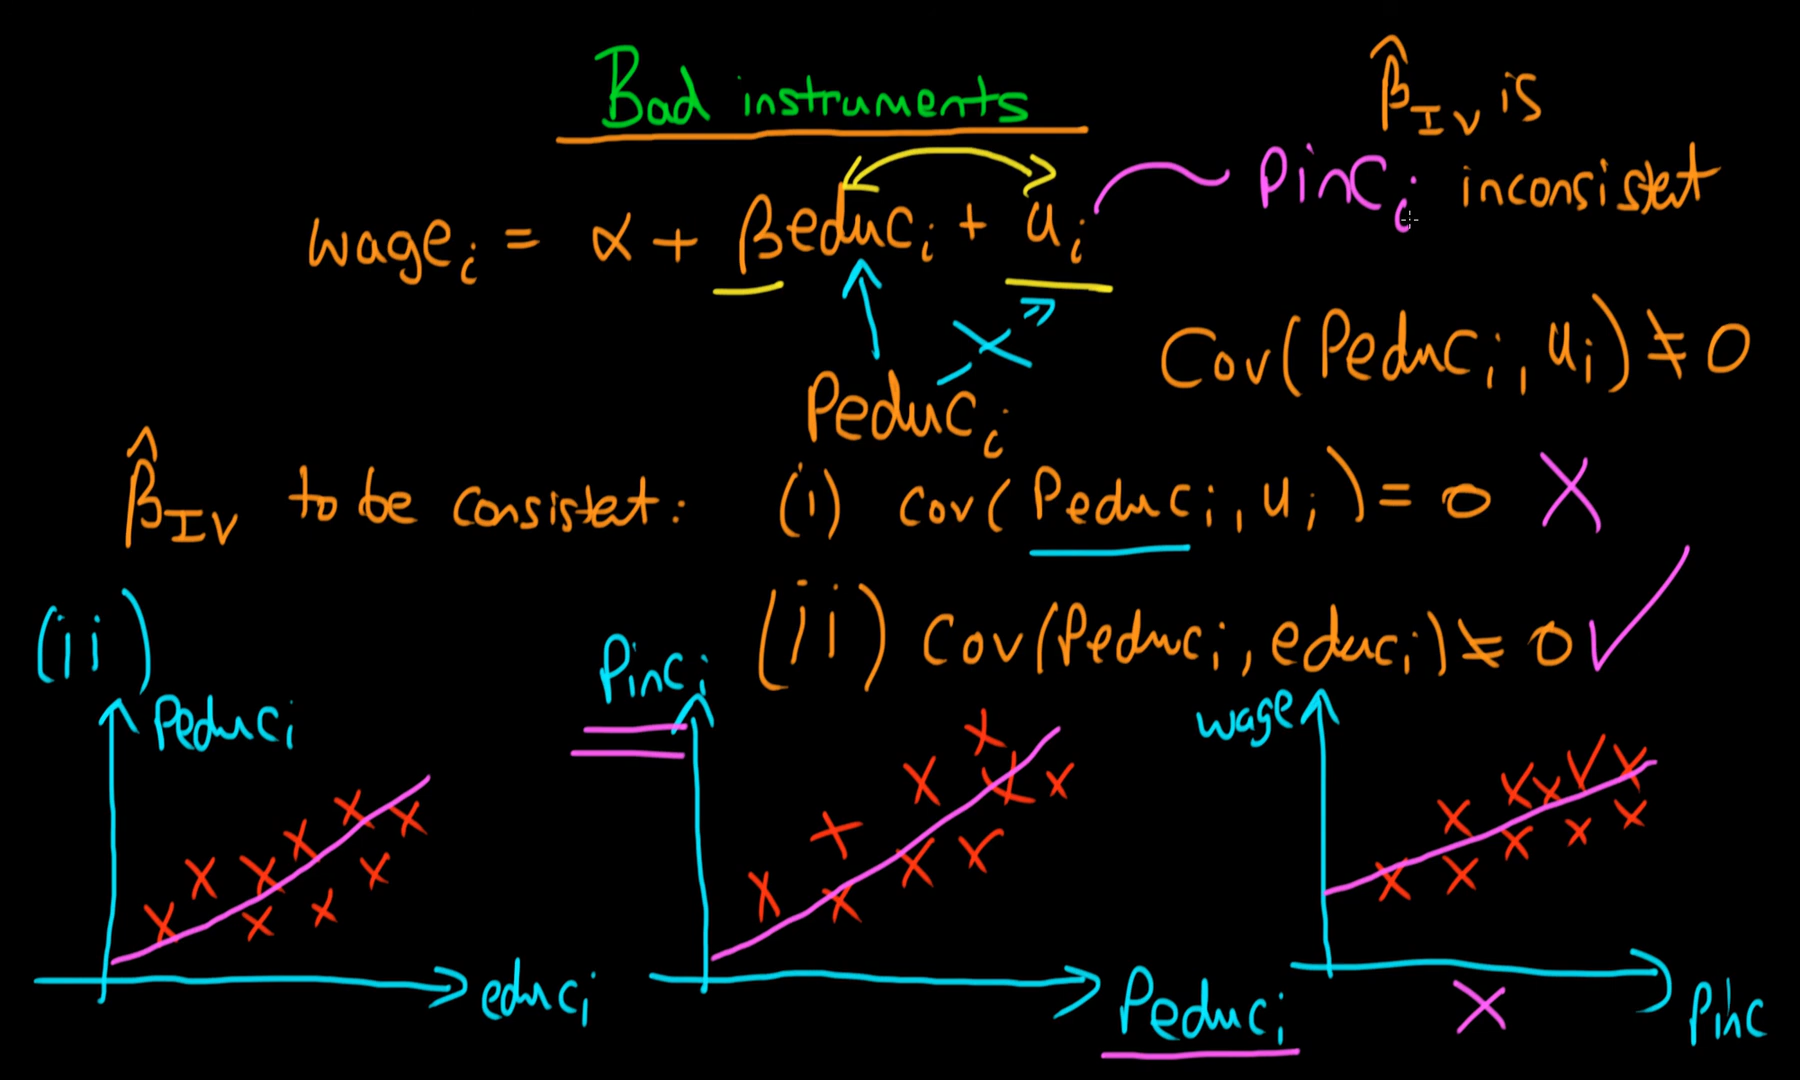 Bad instruments
β̂IV is
Pinci inconsistent
wagei = α + βeduci + ui
Cov(Peduci, ui) ≠ 0
Peduci
β̂IV to be consistent: (i) cov(Peduci, ui) = 0 X
(ii) Cov(Peduci, educi) ≠ 0 ✓
(ii)
Peduci
educi
Pinci
Peduci
wage
X
Pinc